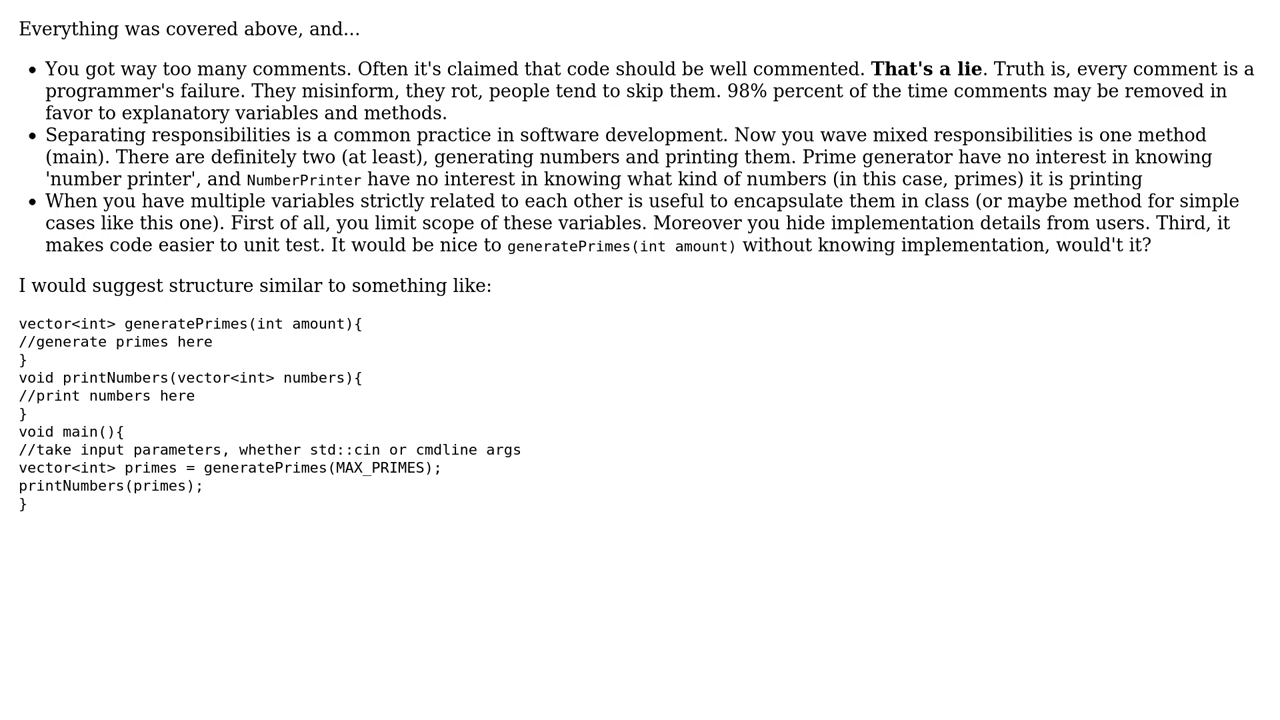 Everything was covered above, and...
• You got way too many comments. Often it's claimed that code should be well commented. That's a lie. Truth is, every comment is a
programmer's failure. They misinform, they rot, people tend to skip them. 98% percent of the time comments may be removed in
favor to explanatory variables and methods.
• Separating responsibilities is a common practice in software development. Now you wave mixed responsibilities is one method
(main). There are definitely two (at least), generating numbers and printing them. Prime generator have no interest in knowing
'number printer', and NumberPrinter have no interest in knowing what kind of numbers (in this case, primes) it is printing
• When you have multiple variables strictly related to each other is useful to encapsulate them in class (or maybe method for simple
cases like this one). First of all, you limit scope of these variables. Moreover you hide implementation details from users. Third, it
makes code easier to unit test. It would be nice to generatePrimes(int amount) without knowing implementation, would't it?
I would suggest structure similar to something like:
vector<int> generatePrimes(int amount){
//generate primes here
}
void printNumbers(vector<int> numbers){
//print numbers here
}
void main(){
//take input parameters, whether std::cin or cmdline args
vector<int> primes = generatePrimes(MAX_PRIMES);
printNumbers(primes);
}